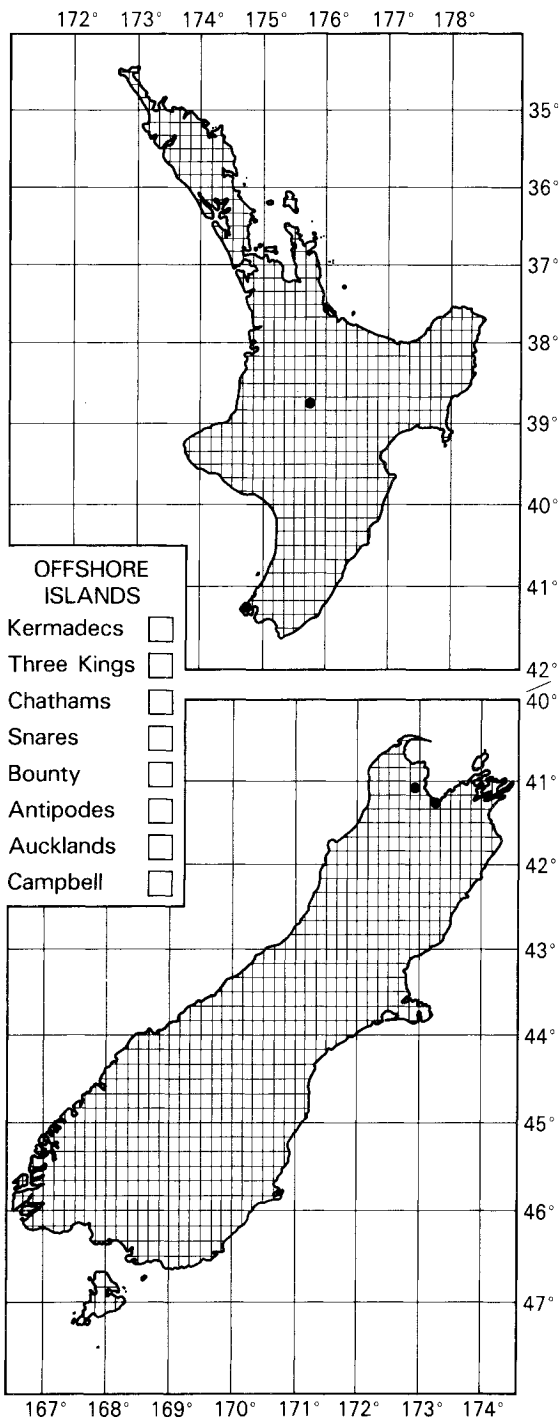 172° 173° 174° 175° 176° 177° 178°
35°
36°
37°
38°
39°
40°
41°
42°
OFFSHORE
ISLANDS
Kermadecs
Three Kings
Chathams
Snares
Bounty
Antipodes
Aucklands
Campbell
40°
41°
42°
43°
44°
45°
46°
47°
167° 168° 169° 170° 171° 172° 173° 174°